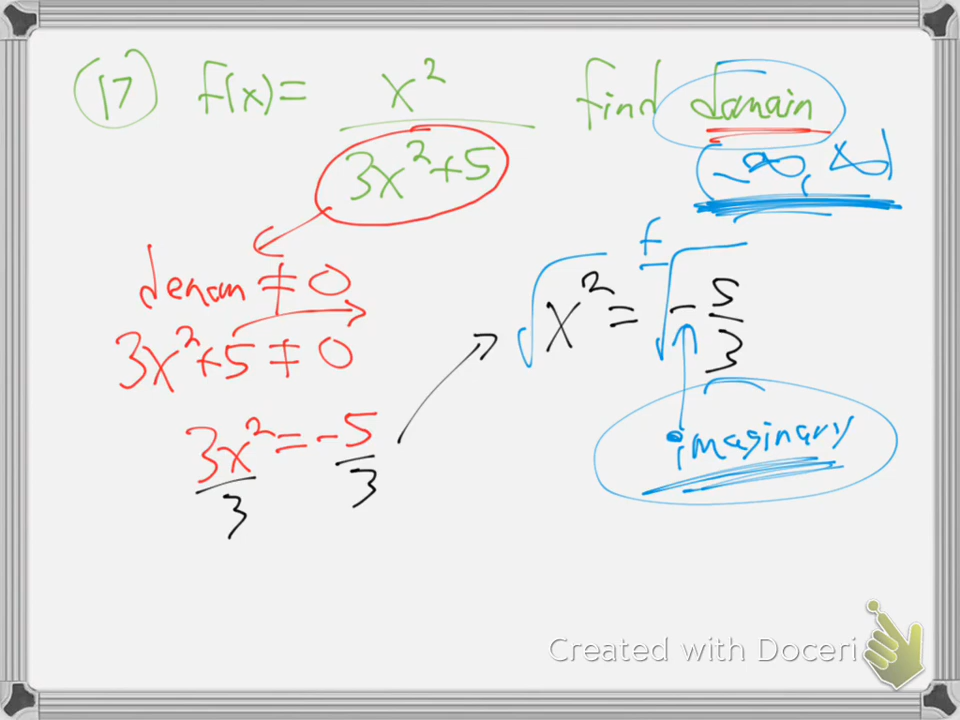 (17) f(x) = x² / 3x²+5 find domain
(-∞, ∞)
denom ≠ 0
3x²+5 ≠ 0
3x² = -5
3 3
√x² = ±√-5/3
imaginary
Created with Doceri